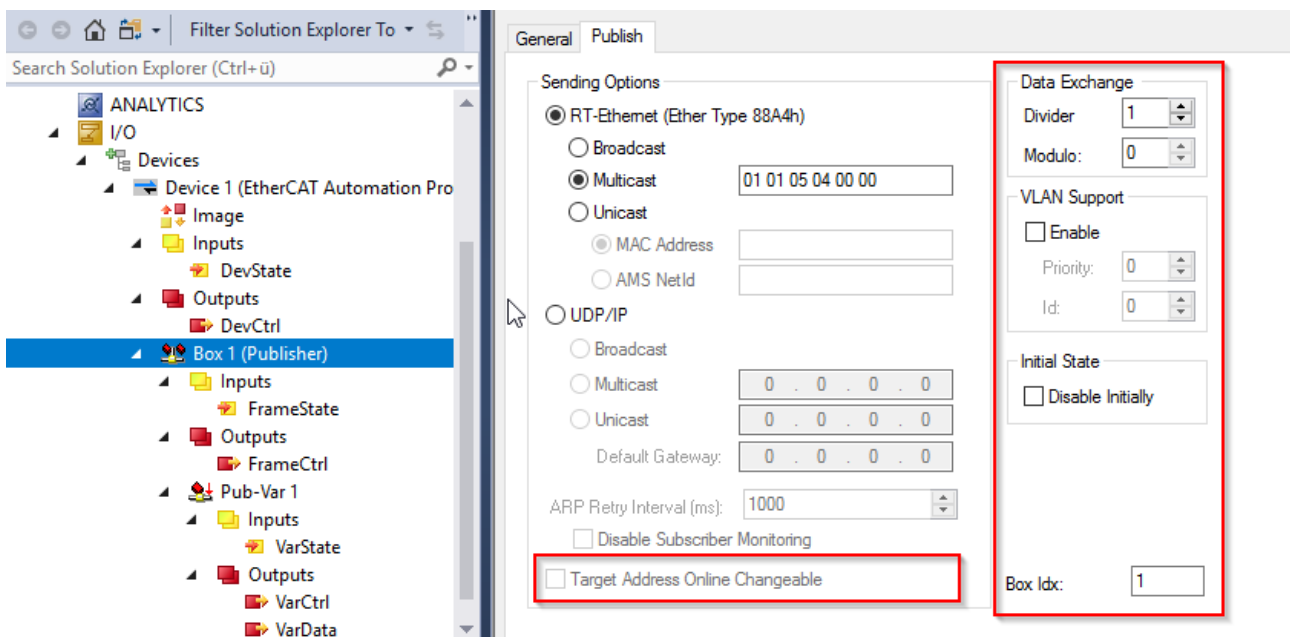 Filter Solution Explorer To
Search Solution Explorer (Ctrl+ü)
ANALYTICS
I/O
Devices
Device 1 (EtherCAT Automation Pro
Image
Inputs
DevState
Outputs
DevCtrl
Box 1 (Publisher)
Inputs
FrameState
Outputs
FrameCtrl
Pub-Var 1
Inputs
VarState
Outputs
VarCtrl
VarData
General Publish
Sending Options
RT-Ethernet (Ether Type 88A4h)
Broadcast
Multicast 01 01 05 04 00 00
Unicast
MAC Address
AMS NetId
UDP/IP
Broadcast
Multicast 0 . 0 . 0 . 0
Unicast 0 . 0 . 0 . 0
Default Gateway: 0 . 0 . 0 . 0
ARP Retry Interval (ms): 1000
Disable Subscriber Monitoring
Target Address Online Changeable
Data Exchange
Divider 1
Modulo: 0
VLAN Support
Enable
Priority: 0
Id: 0
Initial State
Disable Initially
Box Idx: 1